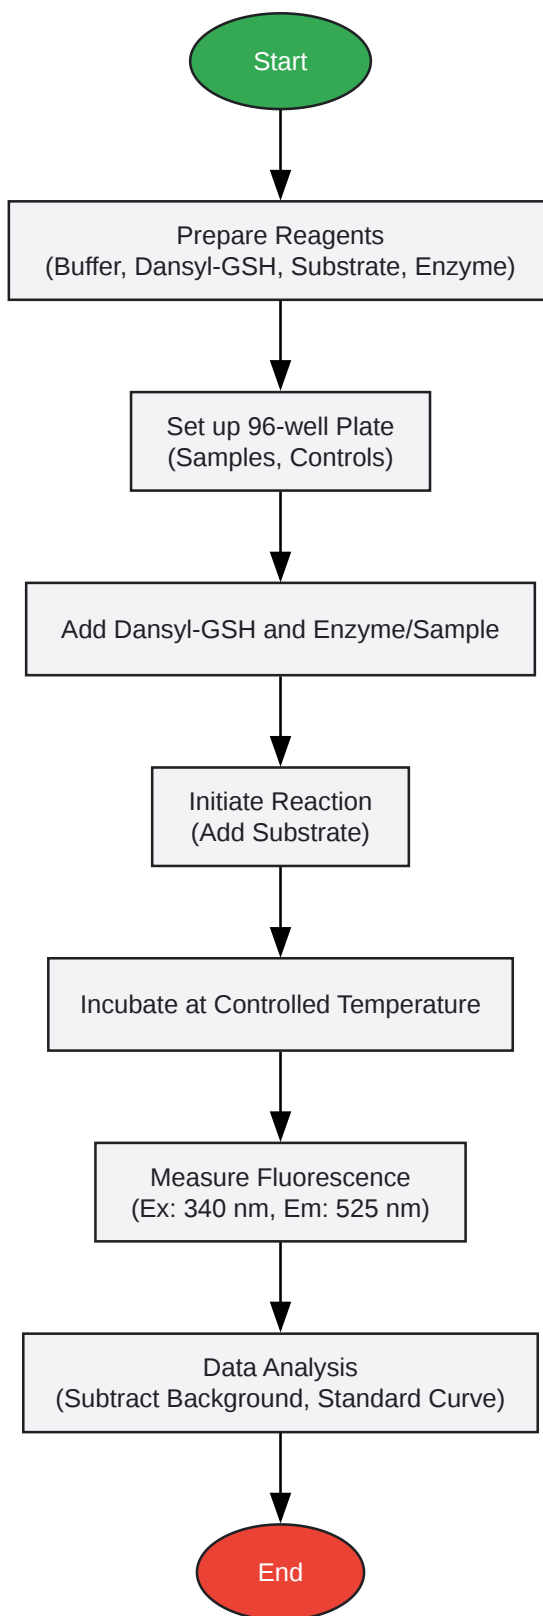 Start
Prepare Reagents
(Buffer, Dansyl-GSH, Substrate, Enzyme)
Set up 96-well Plate
(Samples, Controls)
Add Dansyl-GSH and Enzyme/Sample
Initiate Reaction
(Add Substrate)
Incubate at Controlled Temperature
Measure Fluorescence
(Ex: 340 nm, Em: 525 nm)
Data Analysis
(Subtract Background, Standard Curve)
End